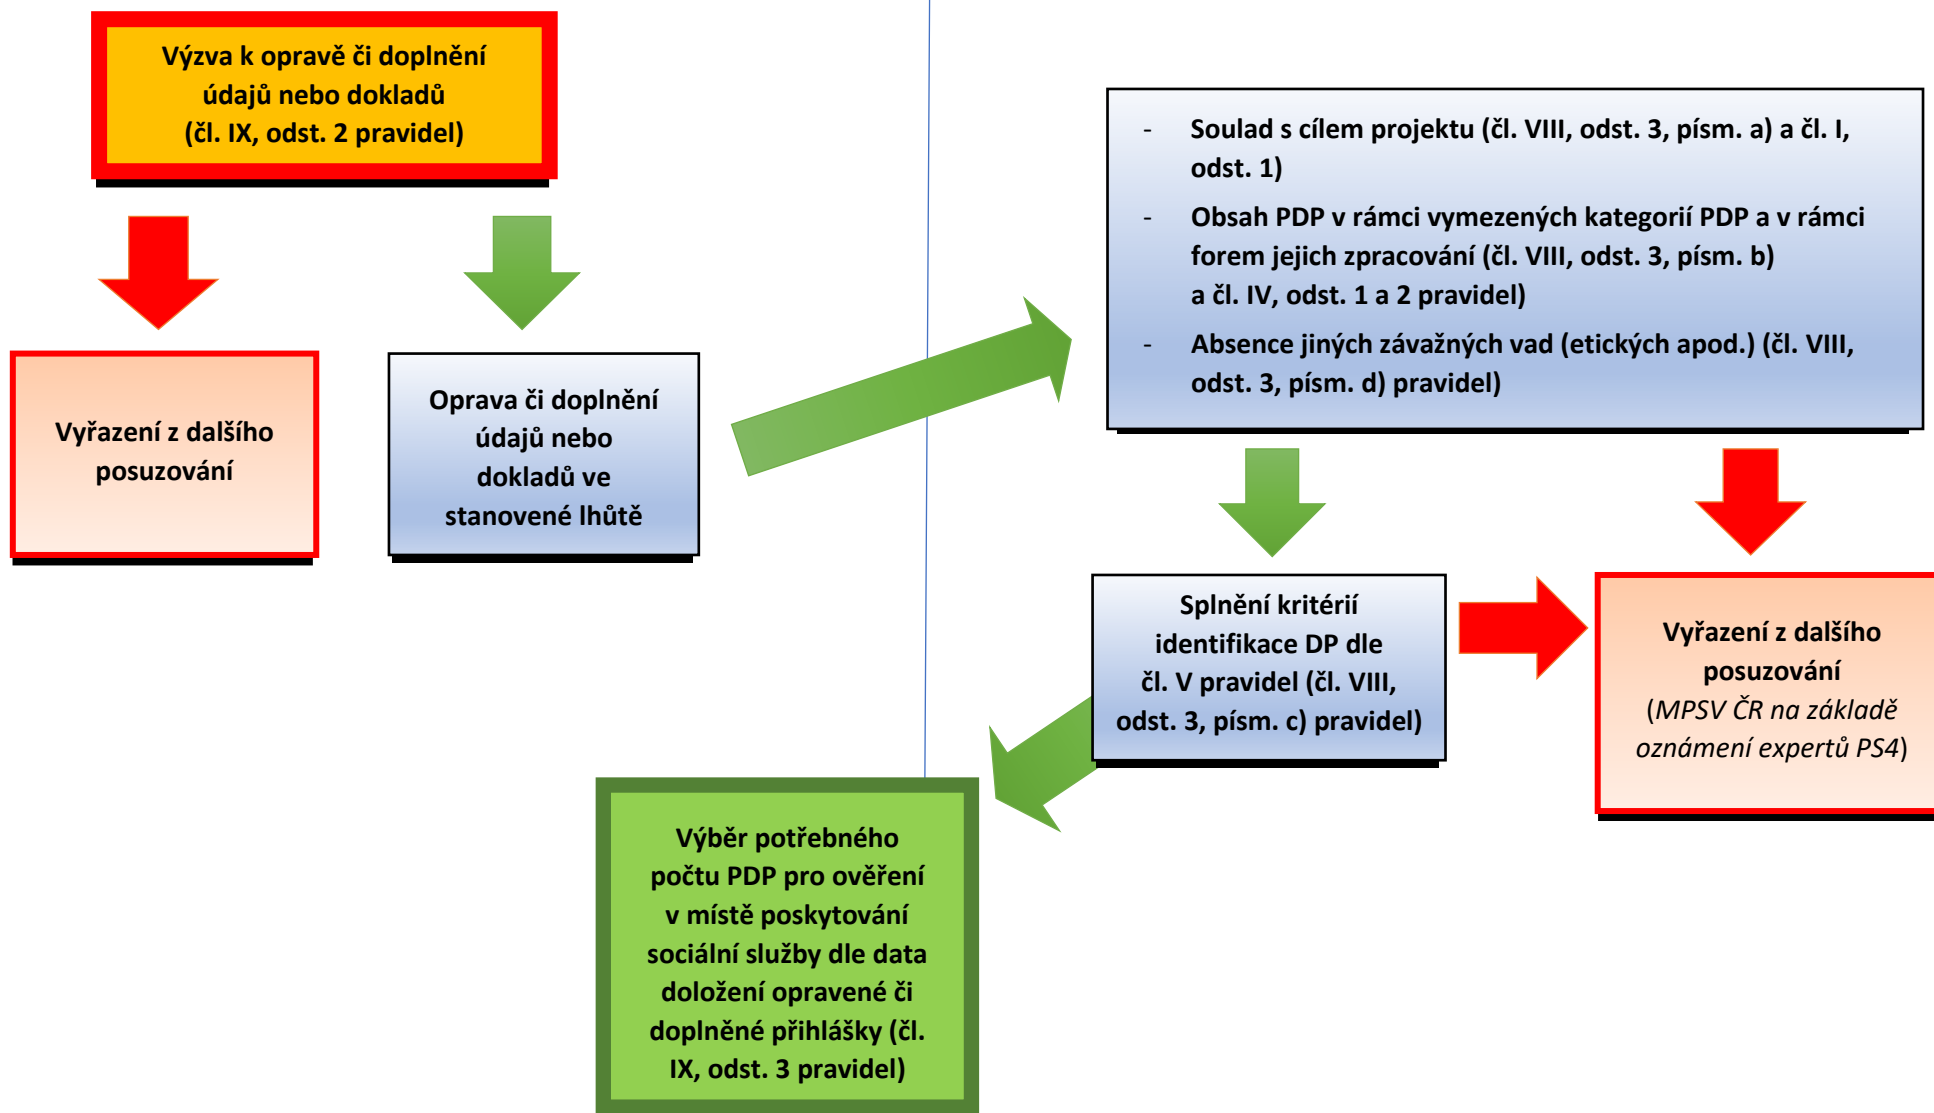 Výzva k opravě či doplnění
údajů nebo dokladů
(čl. IX, odst. 2 pravidel)
Vyřazení z dalšího
posuzování
Oprava či doplnění
údajů nebo
dokladů ve
stanovené lhůtě
- Soulad s cílem projektu (čl. VIII, odst. 3, písm. a) a čl. I,
odst. 1)
- Obsah PDP v rámci vymezených kategorií PDP a v rámci
forem jejich zpracování (čl. VIII, odst. 3, písm. b)
a čl. IV, odst. 1 a 2 pravidel)
- Absence jiných závažných vad (etických apod.) (čl. VIII,
odst. 3, písm. d) pravidel)
Splnění kritérií
identifikace DP dle
čl. V pravidel (čl. VIII,
odst. 3, písm. c) pravidel)
Vyřazení z dalšího
posuzování
(MPSV ČR na základě
oznámení expertů PS4)
Výběr potřebného
počtu PDP pro ověření
v místě poskytování
sociální služby dle data
doložení opravené či
doplněné přihlášky (čl.
IX, odst. 3 pravidel)